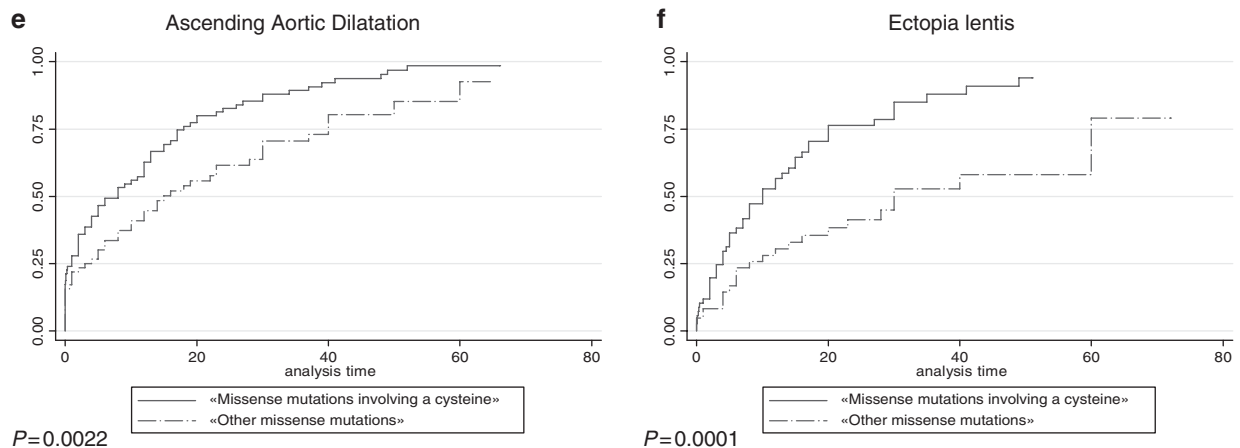 e
Ascending Aortic Dilatation
1.00
0.75
0.50
0.25
0.00
0 20 40 60 80
analysis time
«Missense mutations involving a cysteine»
«Other missense mutations»
P=0.0022
f
Ectopia lentis
1.00
0.75
0.50
0.25
0.00
0 20 40 60 80
analysis time
«Missense mutations involving a cysteine»
«Other missense mutations»
P=0.0001